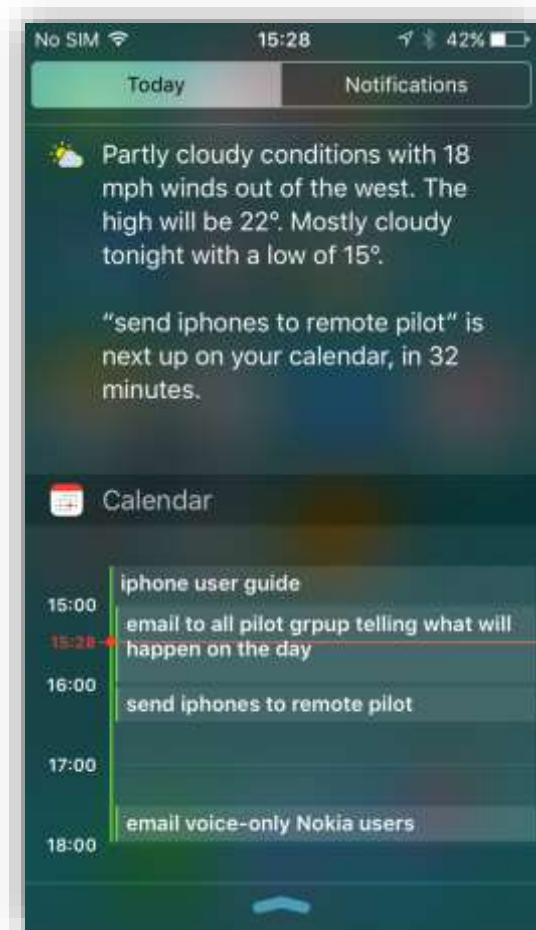 No SIM 15:28 42%
Today Notifications
Partly cloudy conditions with 18
mph winds out of the west. The
high will be 22°. Mostly cloudy
tonight with a low of 15°.
“send iphones to remote pilot” is
next up on your calendar, in 32
minutes.
Calendar
iphone user guide
15:00
email to all pilot grpup telling what will
15:28
happen on the day
16:00
send iphones to remote pilot
17:00
email voice-only Nokia users
18:00